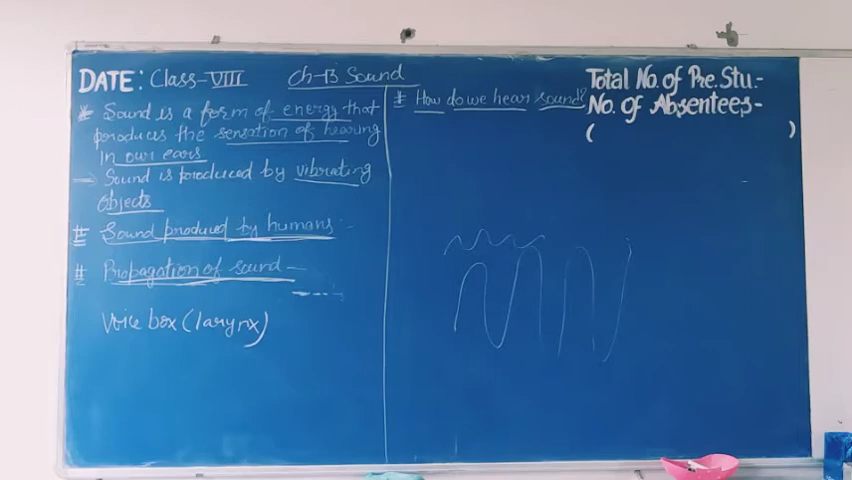 DATE: Class-VIII Ch-13 Sound
* Sound is a form of energy that
produces the sensation of hearing
in our ears
→ Sound is produced by vibrating
objects
# Sound produced by humans :-
# Propagation of sound -
Voice box (larynx)
# How do we hear sound?
Total No. of Pre. Stu.-
No. of Absentees-
( )